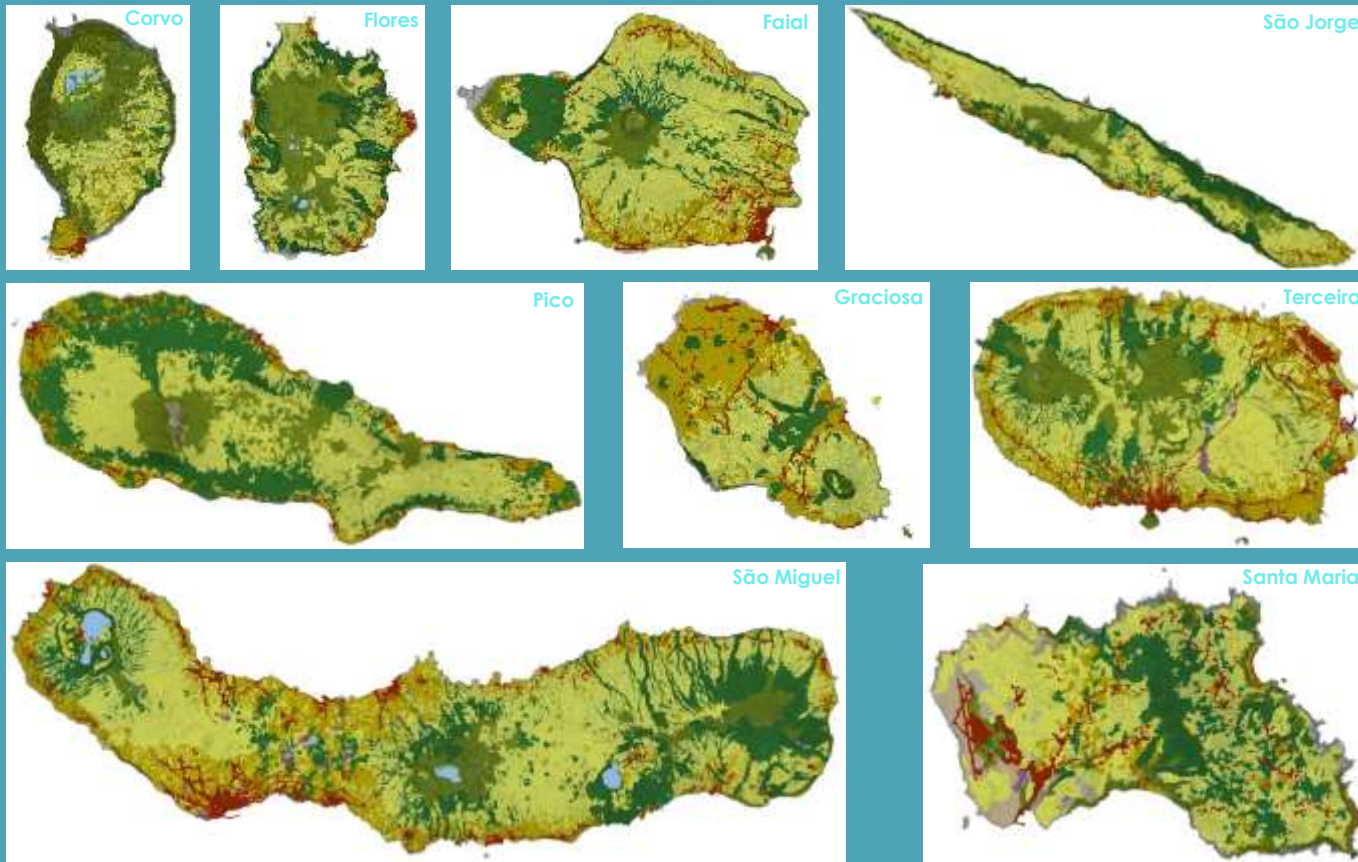 Corvo
Flores
Faial
São Jorge
Pico
Graciosa
Terceira
São Miguel
Santa Maria